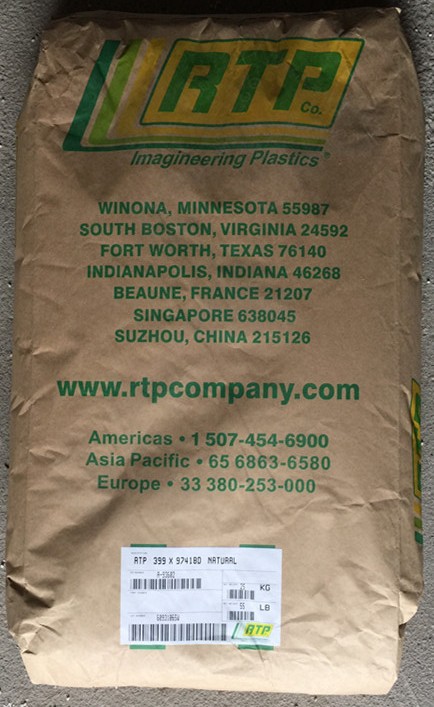 RTP
Co.
Imagineering Plastics®
WINONA, MINNESOTA 55987
SOUTH BOSTON, VIRGINIA 24592
FORT WORTH, TEXAS 76140
INDIANAPOLIS, INDIANA 46268
BEAUNE, FRANCE 21207
SINGAPORE 638045
SUZHOU, CHINA 215126
www.rtpcompany.com
Americas • 1 507-454-6900
Asia Pacific • 65 6863-6580
Europe • 33 380-253-000
RTP 399 X 97418D NATURAL
25 KG
55 LB
RTP
RTP